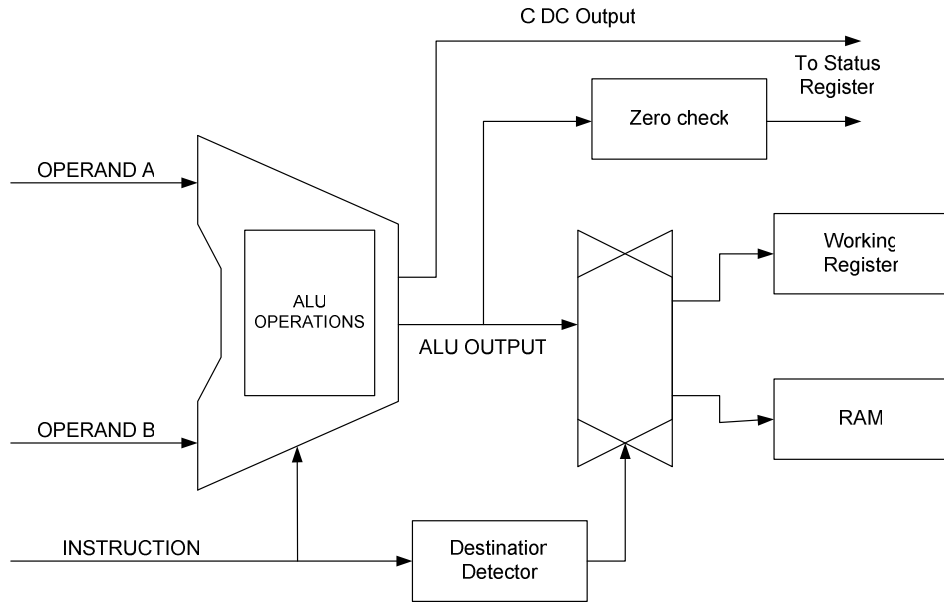 C DC Output
To Status
Register
Zero check
OPERAND A
Working
Register
ALU
OPERATIONS
ALU OUTPUT
RAM
OPERAND B
INSTRUCTION
Destination
Detector